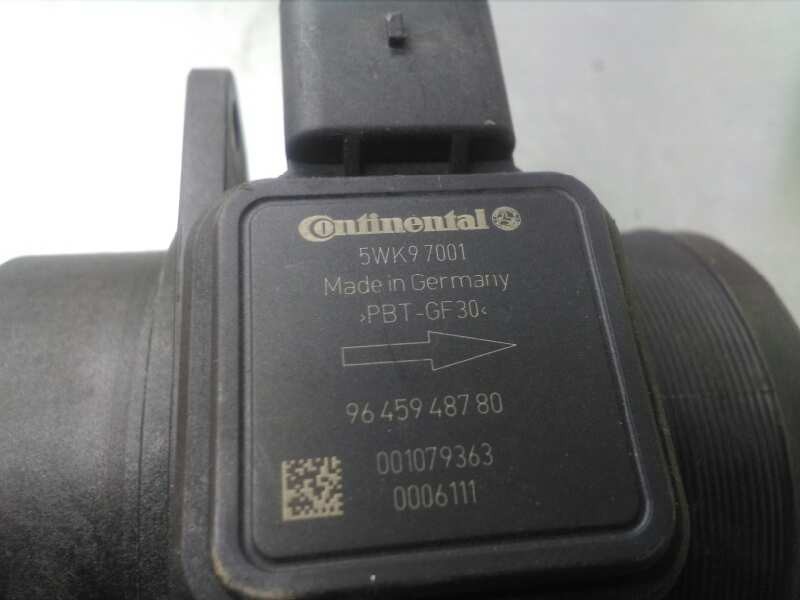 Continental
5WK9 7001
Made in Germany
>PBT-GF30<
96 459 487 80
001079363
0006111